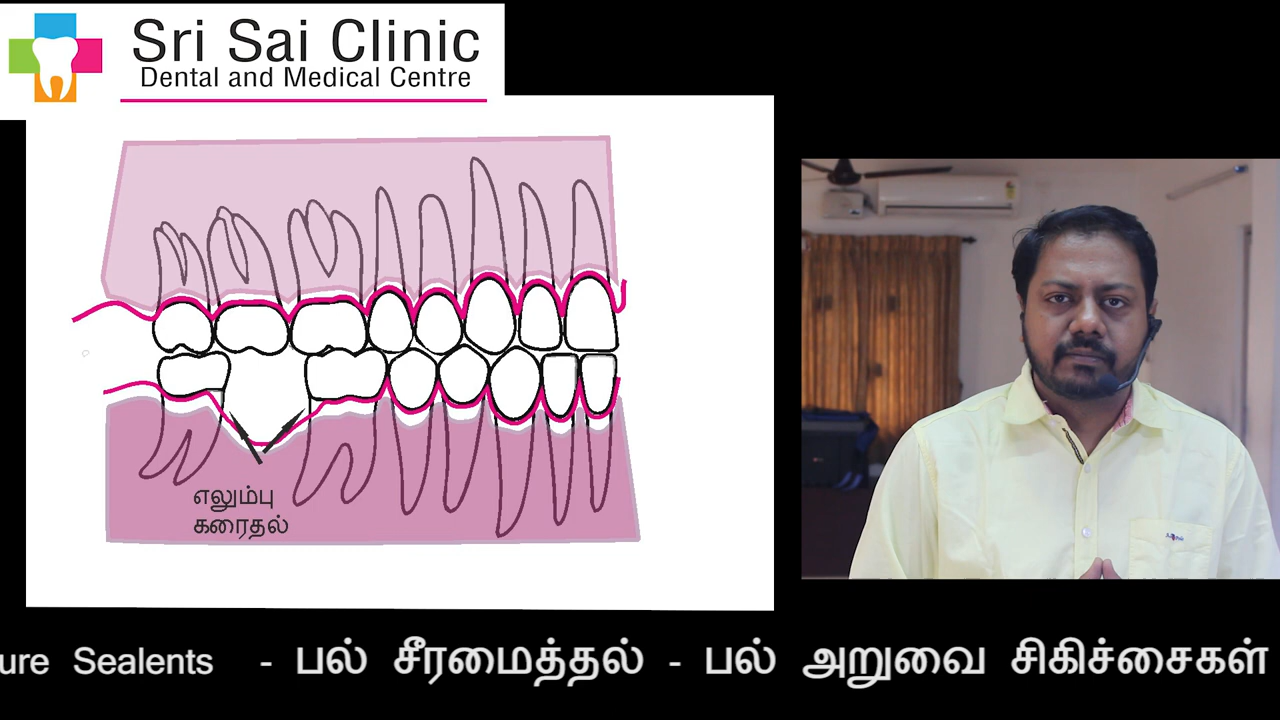 Sri Sai Clinic
Dental and Medical Centre
எலும்பு
கரைதல்
ure Sealents - பல் சீரமைத்தல் - பல் அறுவை சிகிச்சைகள்